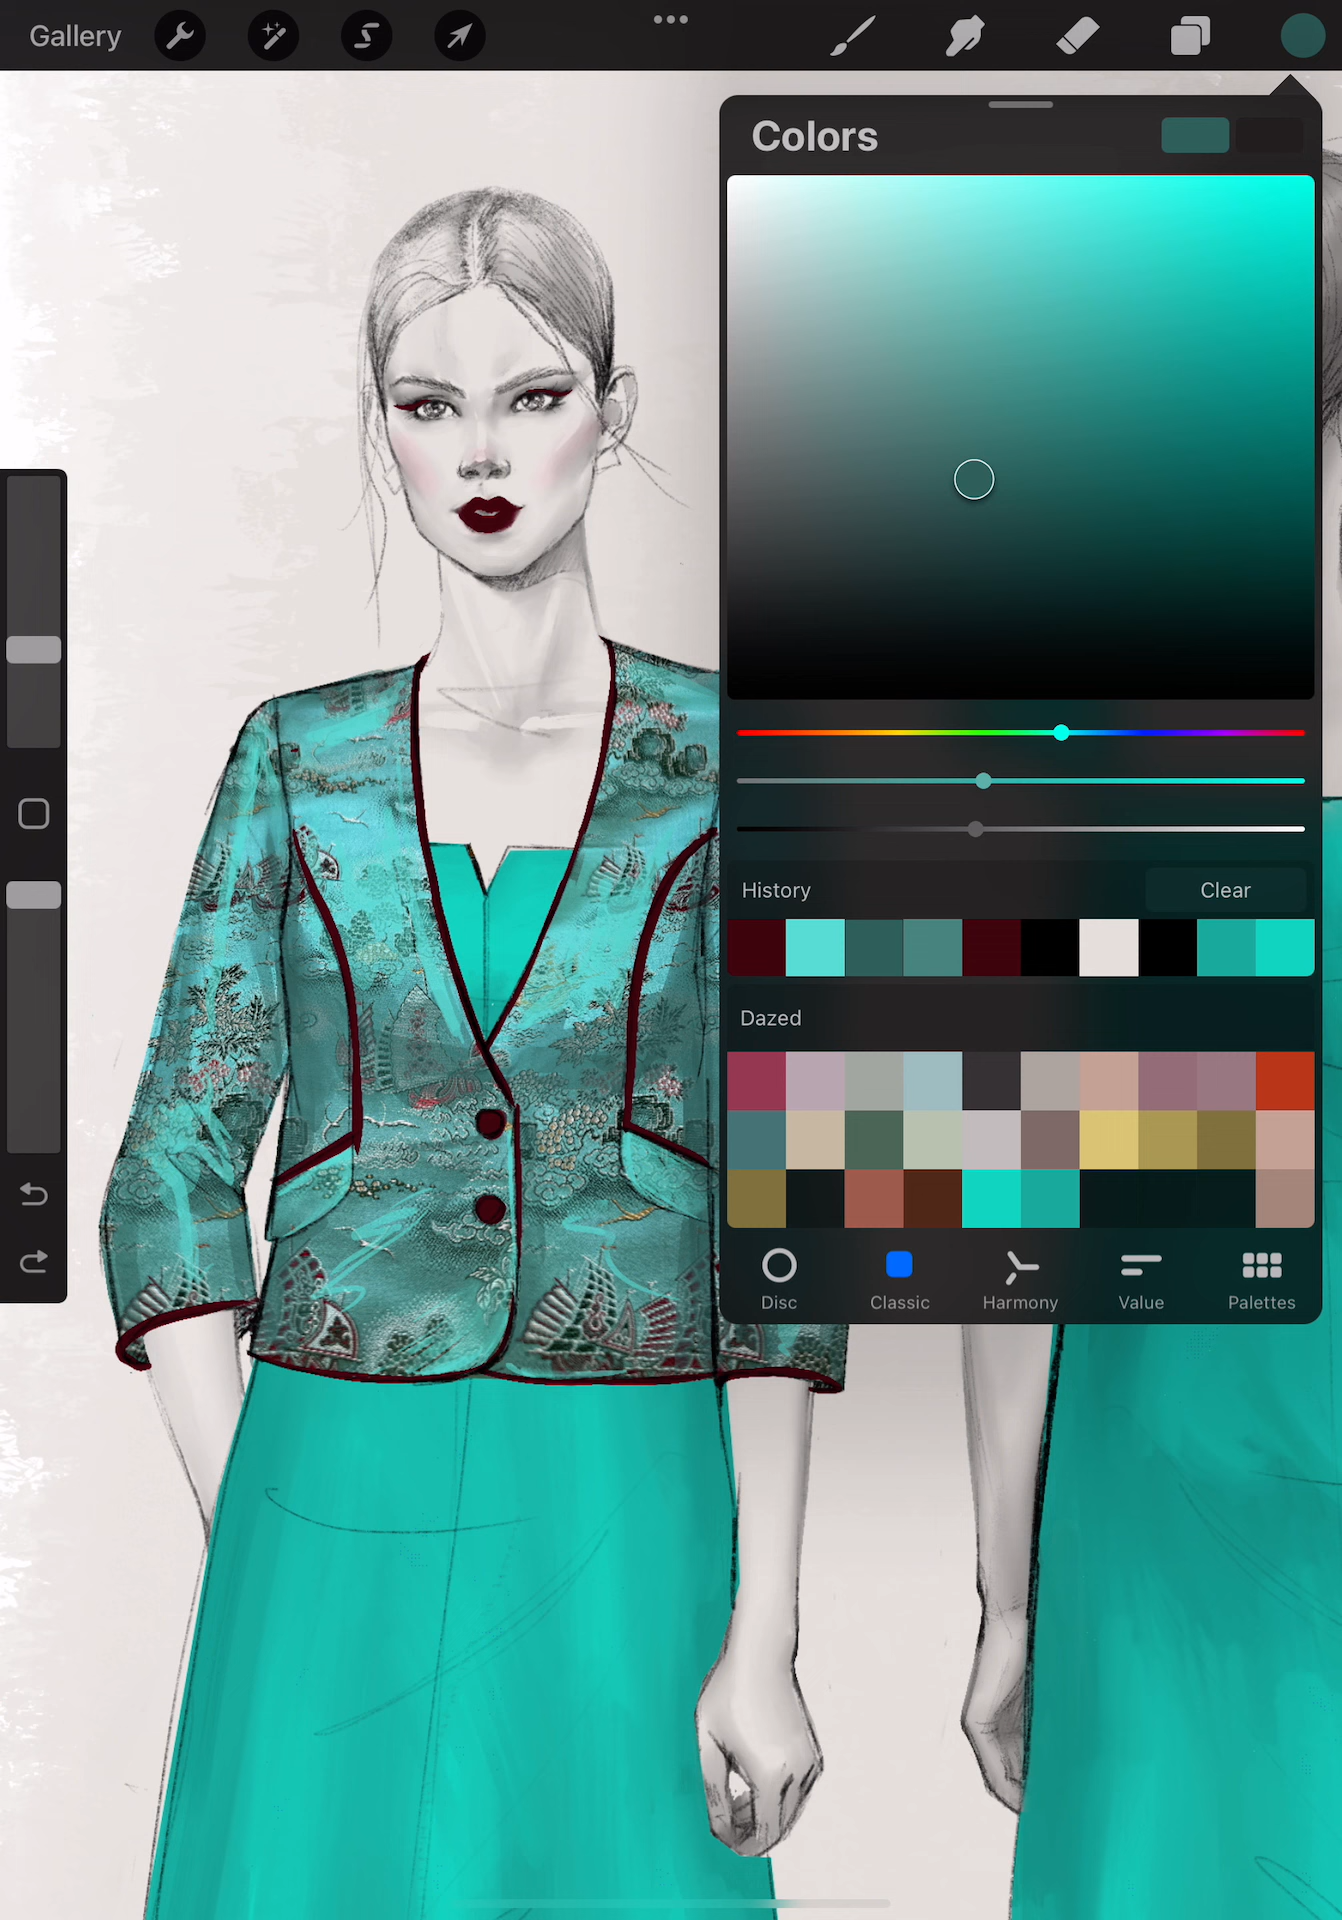 Gallery
Colors
History
Clear
Dazed
Disc
Classic
Harmony
Value
Palettes